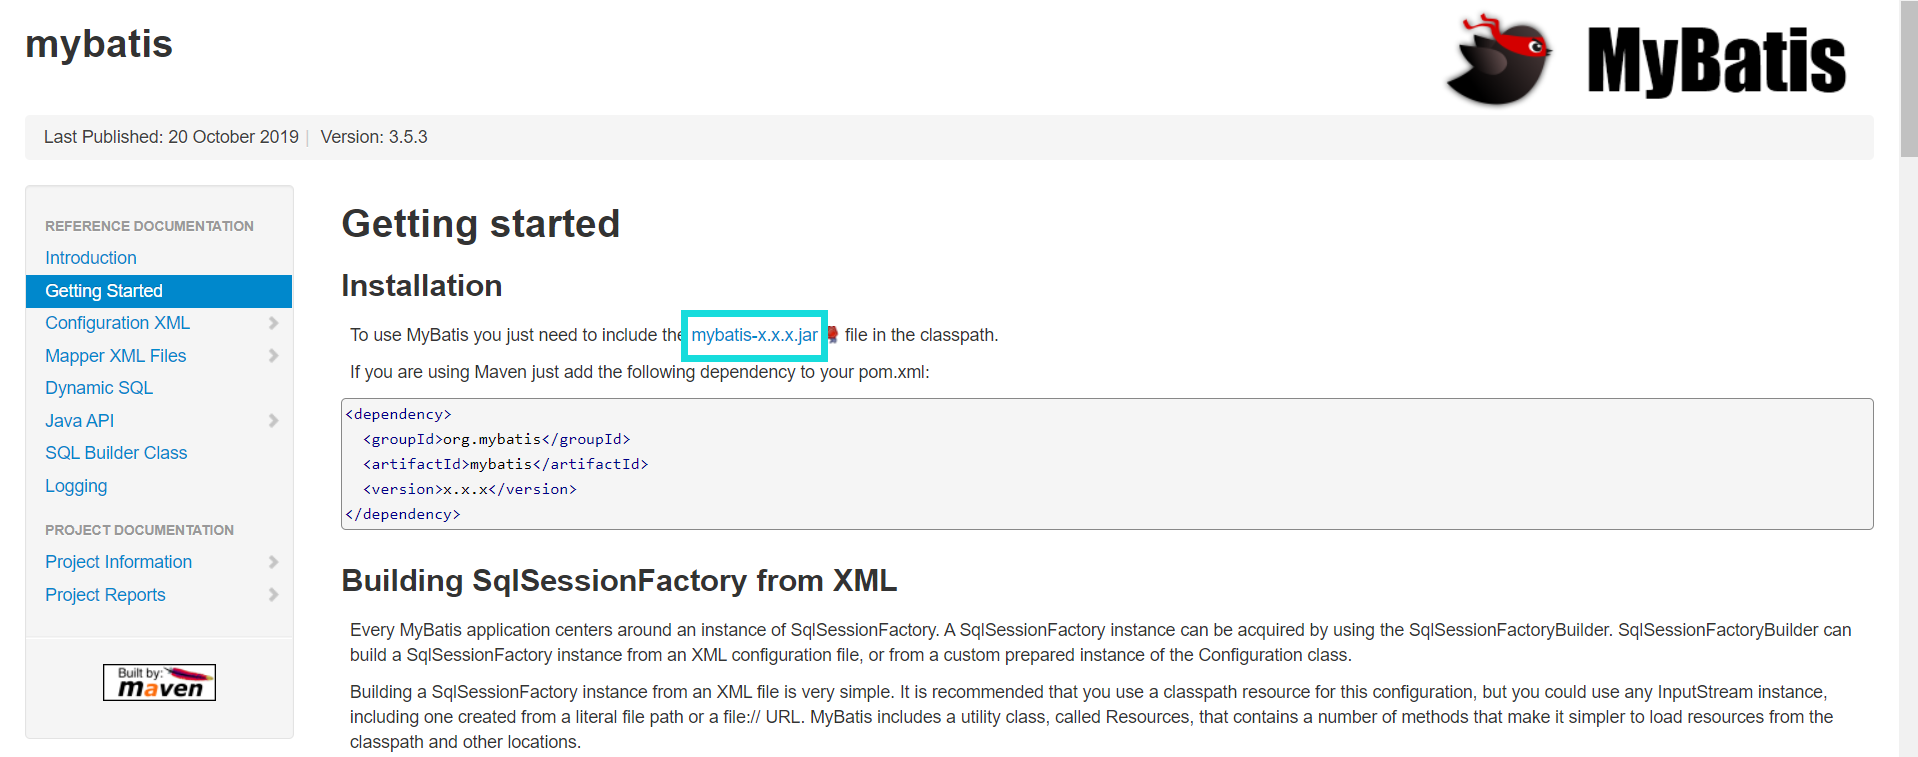 mybatis
MyBatis
Last Published: 20 October 2019 | Version: 3.5.3
REFERENCE DOCUMENTATION
Introduction
Getting Started
Configuration XML
Mapper XML Files
Dynamic SQL
Java API
SQL Builder Class
Logging
PROJECT DOCUMENTATION
Project Information
Project Reports
Built by:
maven
Getting started
Installation
To use MyBatis you just need to include the mybatis-x.x.x.jar file in the classpath.
If you are using Maven just add the following dependency to your pom.xml:
<dependency>
  <groupId>org.mybatis</groupId>
  <artifactId>mybatis</artifactId>
  <version>x.x.x</version>
</dependency>
Building SqlSessionFactory from XML
Every MyBatis application centers around an instance of SqlSessionFactory. A SqlSessionFactory instance can be acquired by using the SqlSessionFactoryBuilder. SqlSessionFactoryBuilder can
build a SqlSessionFactory instance from an XML configuration file, or from a custom prepared instance of the Configuration class.
Building a SqlSessionFactory instance from an XML file is very simple. It is recommended that you use a classpath resource for this configuration, but you could use any InputStream instance,
including one created from a literal file path or a file:// URL. MyBatis includes a utility class, called Resources, that contains a number of methods that make it simpler to load resources from the
classpath and other locations.